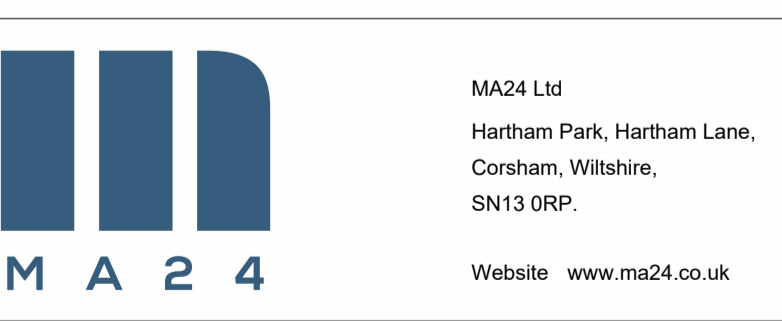 MA24
MA24 Ltd
Hartham Park, Hartham Lane,
Corsham, Wiltshire,
SN13 0RP.
Website www.ma24.co.uk